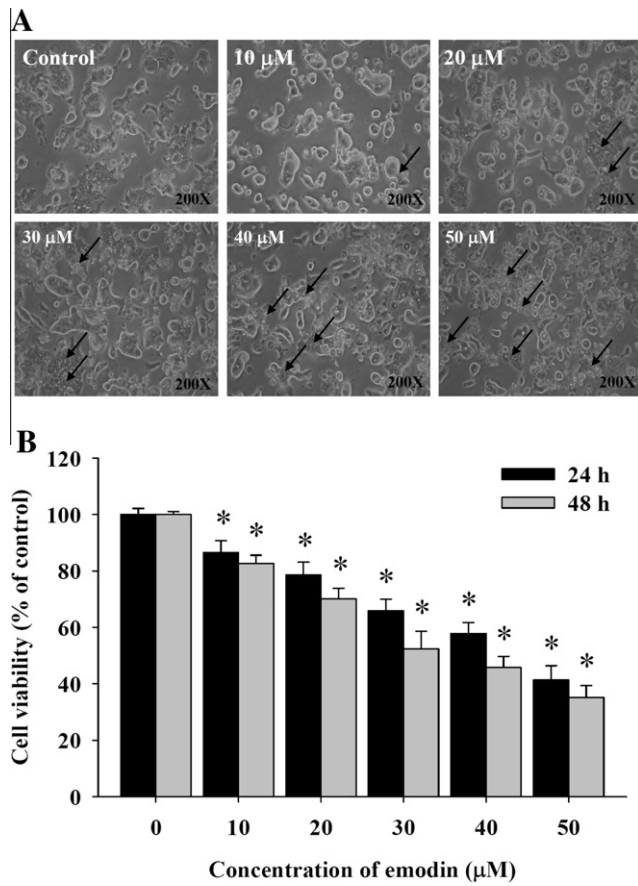 A
Control
10 μM
20 μM
200X
200X
200X
30 μM
40 μM
50 μM
200X
200X
200X
B
120
100
80
60
40
20
0
Cell viability (% of control)
24 h
48 h
* * * * * * * * * *
0 10 20 30 40 50
Concentration of emodin (μM)